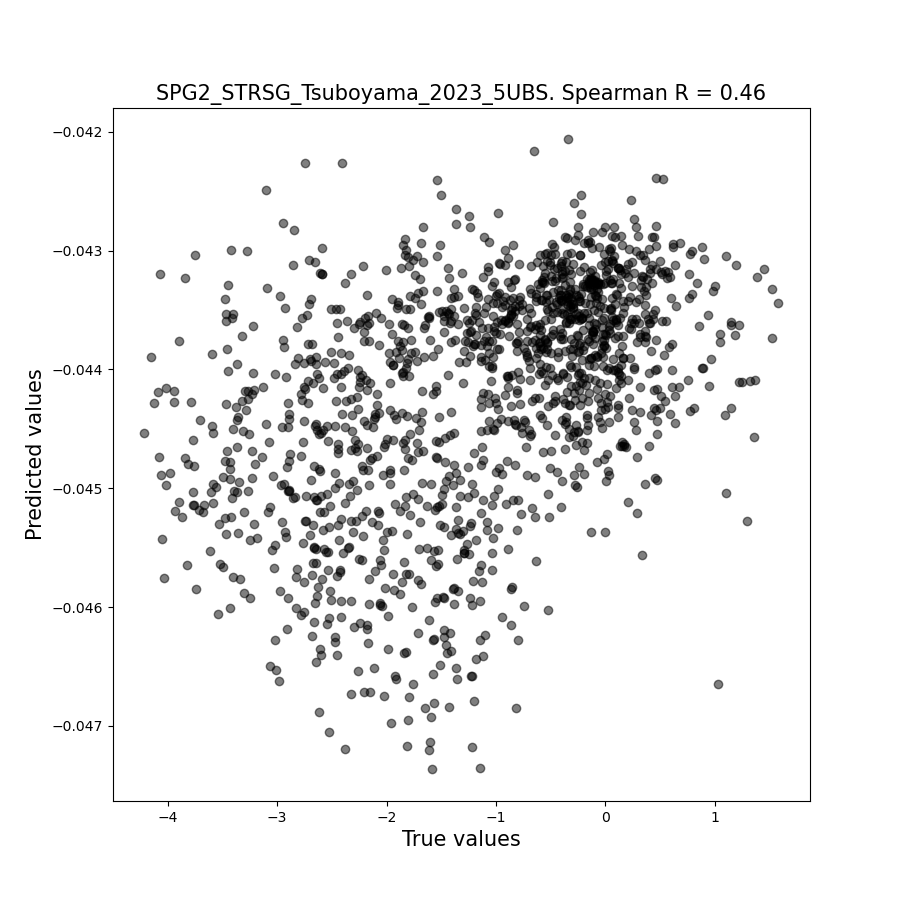 SPG2_STRSG_Tsuboyama_2023_5UBS. Spearman R = 0.46
−0.042
−0.043
−0.044
−0.045
−0.046
−0.047
Predicted values
−4 −3 −2 −1 0 1
True values